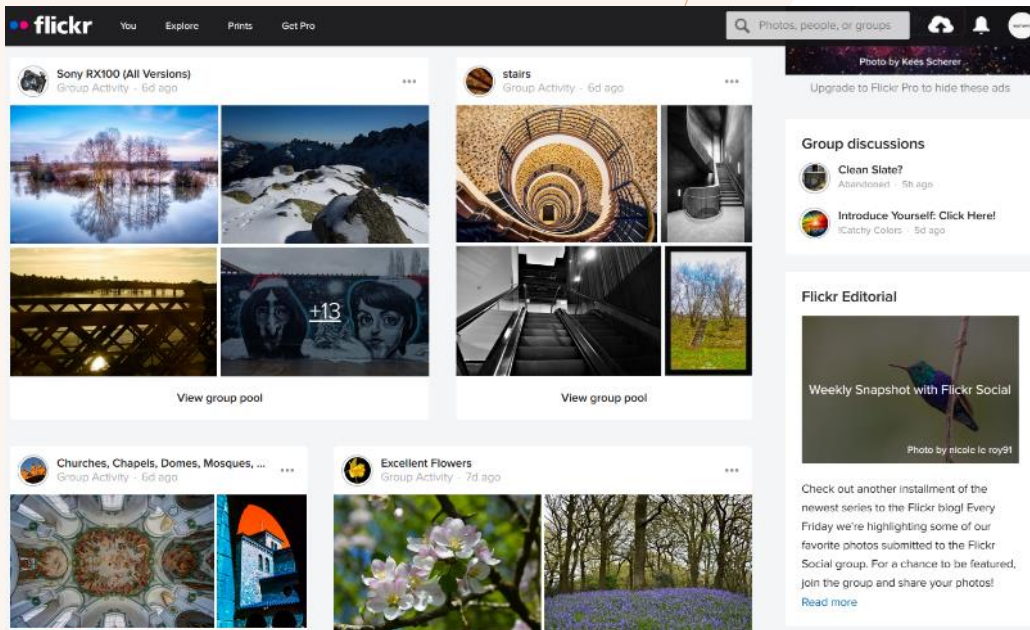 flickr
You
Explore
Prints
Get Pro
Photos, people, or groups
Sony RX100 (All Versions)
Group Activity - 6d ago
+13
View group pool
stairs
Group Activity - 6d ago
View group pool
Churches, Chapels, Domes, Mosques, ...
Group Activity - 6d ago
Excellent Flowers
Group Activity - 7d ago
Photo by Kees Scherer
Upgrade to Flickr Pro to hide these ads
Group discussions
Clean Slate?
Abandoned - 5h ago
Introduce Yourself: Click Here!
!Catchy Colors - 5d ago
Flickr Editorial
Weekly Snapshot with Flickr Social
Photo by nicole le roy91
Check out another installment of the
newest series to the Flickr blog! Every
Friday we're highlighting some of our
favorite photos submitted to the Flickr
Social group. For a chance to be featured,
join the group and share your photos!
Read more